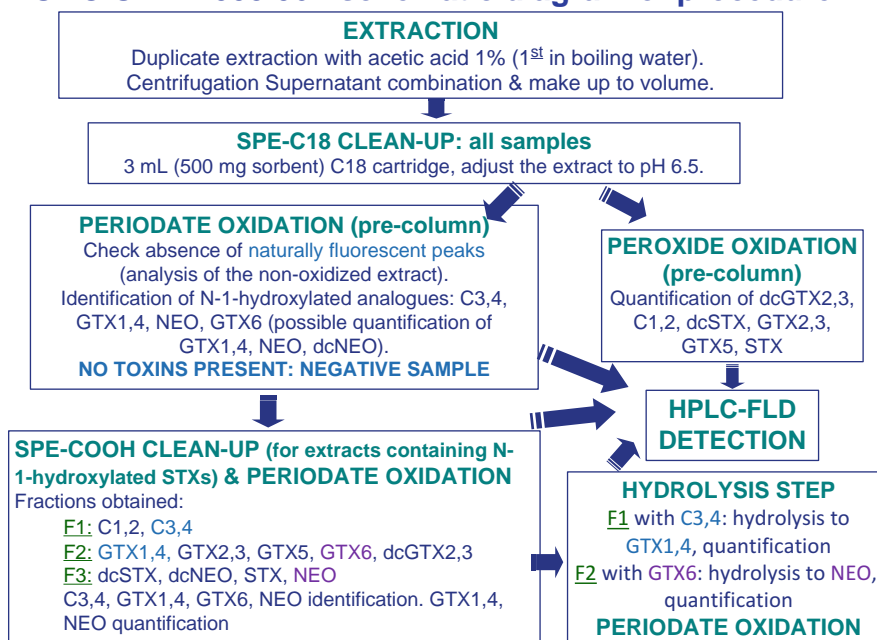 EXTRACTION
Duplicate extraction with acetic acid 1% (1st in boiling water).
Centrifugation Supernatant combination & make up to volume.
SPE-C18 CLEAN-UP: all samples
3 mL (500 mg sorbent) C18 cartridge, adjust the extract to pH 6.5.
PERIODATE OXIDATION (pre-column)
Check absence of naturally fluorescent peaks
(analysis of the non-oxidized extract).
Identification of N-1-hydroxylated analogues: C3,4,
GTX1,4, NEO, GTX6 (possible quantification of
GTX1,4, NEO, dcNEO).
NO TOXINS PRESENT: NEGATIVE SAMPLE
PEROXIDE OXIDATION
(pre-column)
Quantification of dcGTX2,3,
C1,2, dcSTX, GTX2,3,
GTX5, STX
HPLC-FLD
DETECTION
SPE-COOH CLEAN-UP (for extracts containing N-
1-hydroxylated STXs) & PERIODATE OXIDATION
Fractions obtained:
F1: C1,2, C3,4
F2: GTX1,4, GTX2,3, GTX5, GTX6, dcGTX2,3
F3: dcSTX, dcNEO, STX, NEO
C3,4, GTX1,4, GTX6, NEO identification. GTX1,4,
NEO quantification
HYDROLYSIS STEP
F1 with C3,4: hydrolysis to
GTX1,4, quantification
F2 with GTX6: hydrolysis to NEO,
quantification
PERIODATE OXIDATION